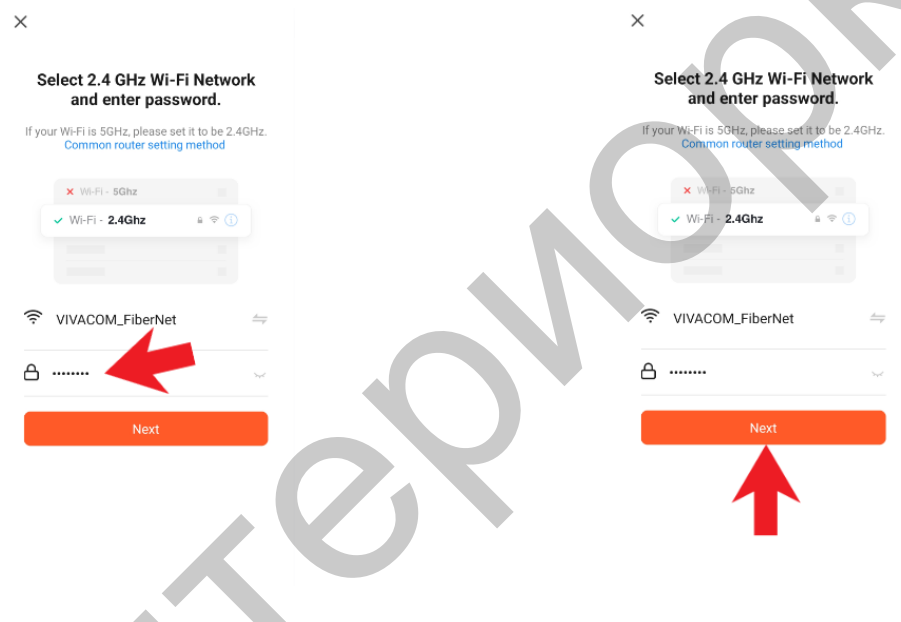 Select 2.4 GHz Wi-Fi Network
and enter password.
If your Wi-Fi is 5GHz, please set it to be 2.4GHz.
Common router setting method
Wi-Fi - 5Ghz
Wi-Fi - 2.4Ghz
VIVACOM_FiberNet
••••••••
Next
Select 2.4 GHz Wi-Fi Network
and enter password.
If your Wi-Fi is 5GHz, please set it to be 2.4GHz.
Common router setting method
Wi-Fi - 5Ghz
Wi-Fi - 2.4Ghz
VIVACOM_FiberNet
••••••••
Next